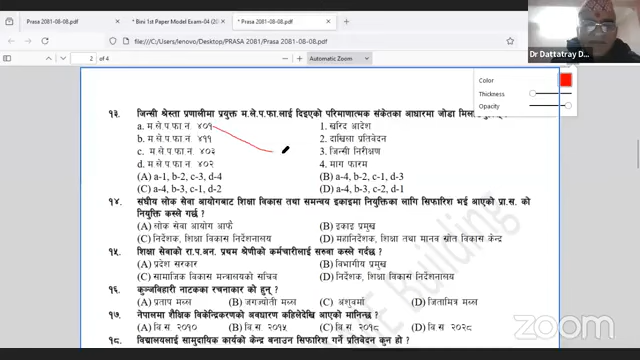 Prasa 2081-08-08.pdf
* Bini 1st Paper Model Exam-04 (2
* Prasa 2081-08-08.pdf
file:///C:/Users/lenovo/Desktop/PRASA 2081/Prasa 2081-08-08.pdf
Dr Dattatray D...
2 of 4
Automatic Zoom
Color
Thickness
Opacity
१३. जिन्सी श्रेस्ता प्रणालीमा प्रयुक्त म.ले.प.फा.लाई दिइएको परिमाणात्मक संकेतका आधारमा जोडा
a. म से प फा न ४०१ 1. खरिद आदेश
b. म से प फा न ४११ 2. दाखिला प्रतिवेदन
c. म से प फा न ४०३ 3. जिन्सी निरीक्षण
d. म से प फा न ४०२ 4. माग फारम
(A) a-1, b-2, c-3, d-4 (B) a-4, b-2, c-1, d-3
(C) a-4, b-3, c-1, d-2 (D) a-4, b-3, c-2, d-1
१४. संघीय लोक सेवा आयोगबाट शिक्षा विकास तथा समन्वय इकाइमा नियुक्तिका लागि सिफारिश भई आएको प्रा.स. को
नियुक्ति कस्ले गर्छ ?
(A) लोक सेवा आयोग आफै (B) इकाइ प्रमुख
(C) निर्देशक, शिक्षा विकास निर्देशनालय (D) महानिर्देशक, शिक्षा तथा मानव स्रोत विकास केन्द्र
१५. शिक्षा सेवाको रा.प.अन. प्रथम श्रेणीको कर्मचारीलाई सरुवा कस्ले गर्दछ ?
(A) प्रदेश सरकार (B) विभागीय प्रमुख
(C) सामाजिक विकास मन्त्रालयको सचिव (D) निर्देशक, शिक्षा विकास निर्देशनालय
१६. कुञ्जविहारी नाटकका रचनाकार को हुन् ?
(A) प्रताप मल्ल (B) जगज्योती मल्ल (C) अंशुवर्मा (D) जितामित्र मल्ल
१७. नेपालमा शैक्षिक विकेन्द्रिकरणको अवधारण कहिलेदेखि आएको मानिन्छ ?
(A) वि.स. २०१० (B) वि.स. २०१५ (C) वि.स. २०१८ (D) वि.स. २०२८
१८. विद्यालयलाई सामुदायिक कार्यको केन्द्र बनाउन सिफारिश गर्ने प्रतिवेदन कुन हो ?
E Building
zoom